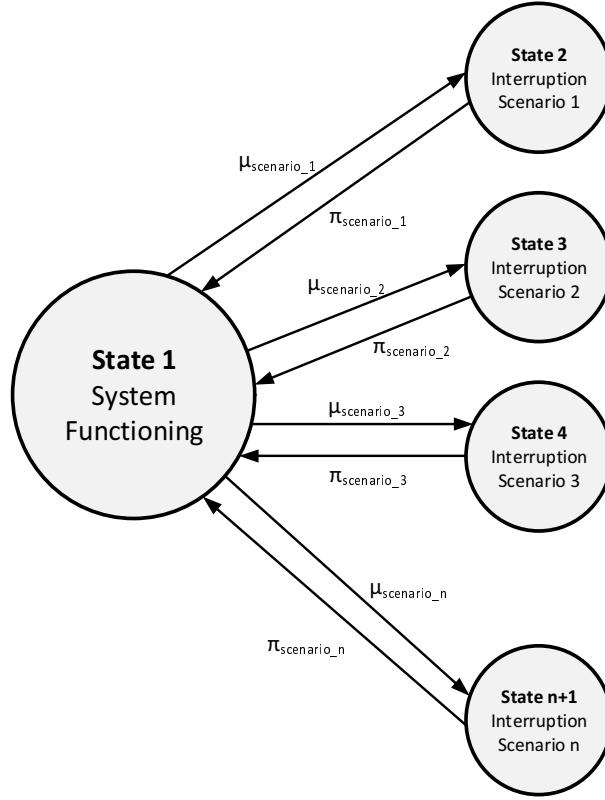 State 2
Interruption
Scenario 1
μscenario_1
πscenario_1
State 3
Interruption
Scenario 2
μscenario_2
πscenario_2
State 1
System
Functioning
μscenario_3
πscenario_3
State 4
Interruption
Scenario 3
μscenario_n
πscenario_n
State n+1
Interruption
Scenario n